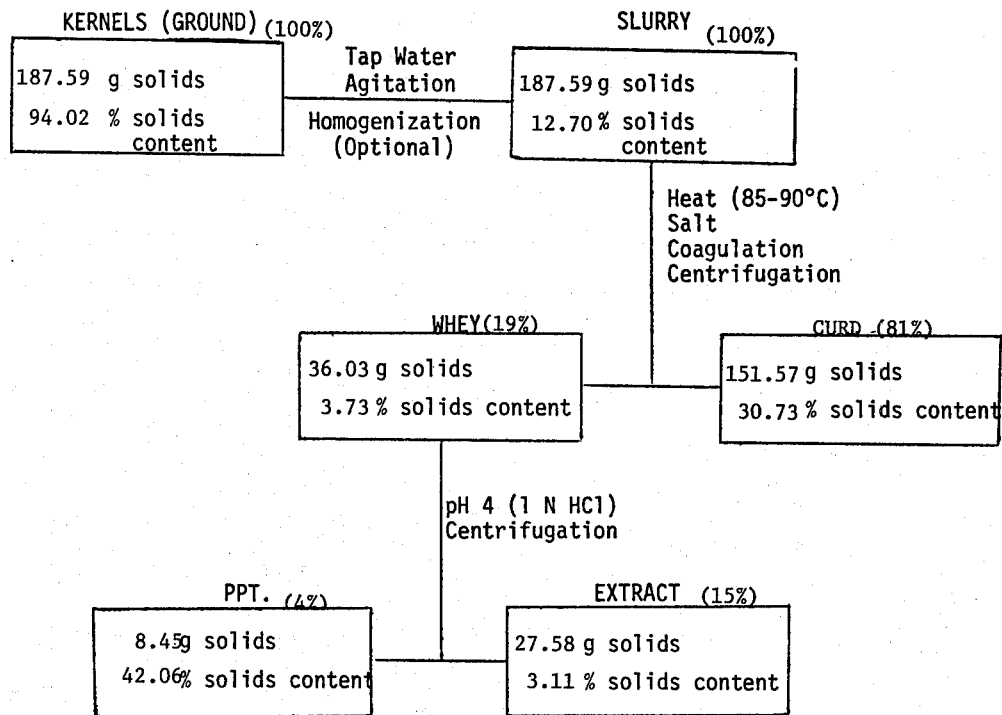 KERNELS (GROUND) (100%)
187.59 g solids
94.02 % solids
content
Tap Water
Agitation
Homogenization
(Optional)
SLURRY (100%)
187.59 g solids
12.70 % solids
content
Heat (85-90°C)
Salt
Coagulation
Centrifugation
WHEY (19%)
36.03 g solids
3.73 % solids content
CURD (81%)
151.57 g solids
30.73 % solids content
pH 4 (1 N HCl)
Centrifugation
PPT. (4%)
8.45g solids
42.06% solids content
EXTRACT (15%)
27.58 g solids
3.11 % solids content